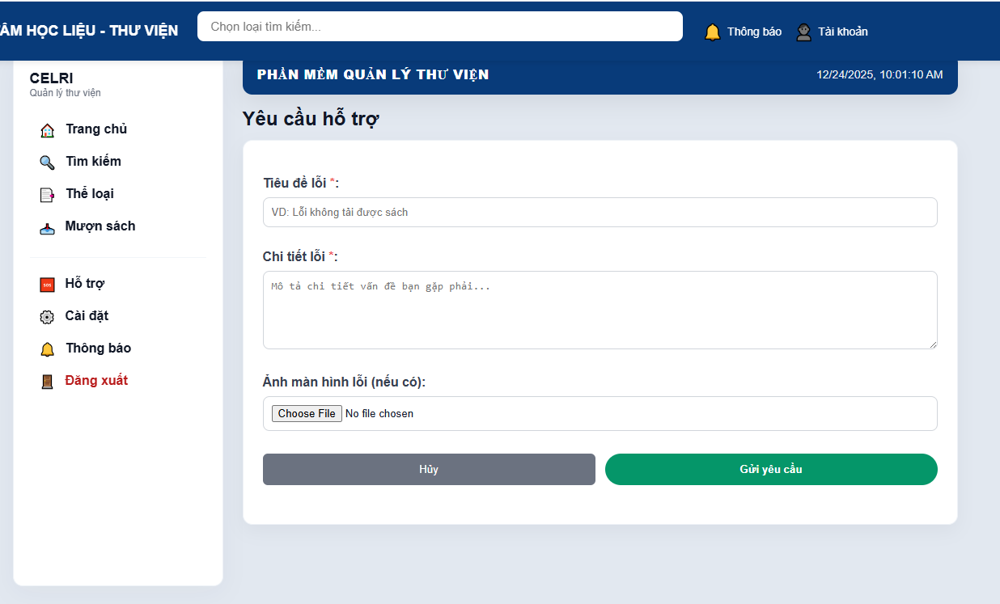 ÂM HỌC LIỆU - THƯ VIỆN
Chọn loại tìm kiếm...
Thông báo
Tài khoản
CELRI
Quản lý thư viện
Trang chủ
Tìm kiếm
Thể loại
Mượn sách
Hỗ trợ
Cài đặt
Thông báo
Đăng xuất
PHẦN MỀM QUẢN LÝ THƯ VIỆN
12/24/2025, 10:01:10 AM
Yêu cầu hỗ trợ
Tiêu đề lỗi *:
VD: Lỗi không tải được sách
Chi tiết lỗi *:
Mô tả chi tiết vấn đề bạn gặp phải...
Ảnh màn hình lỗi (nếu có):
Choose File No file chosen
Hủy
Gửi yêu cầu